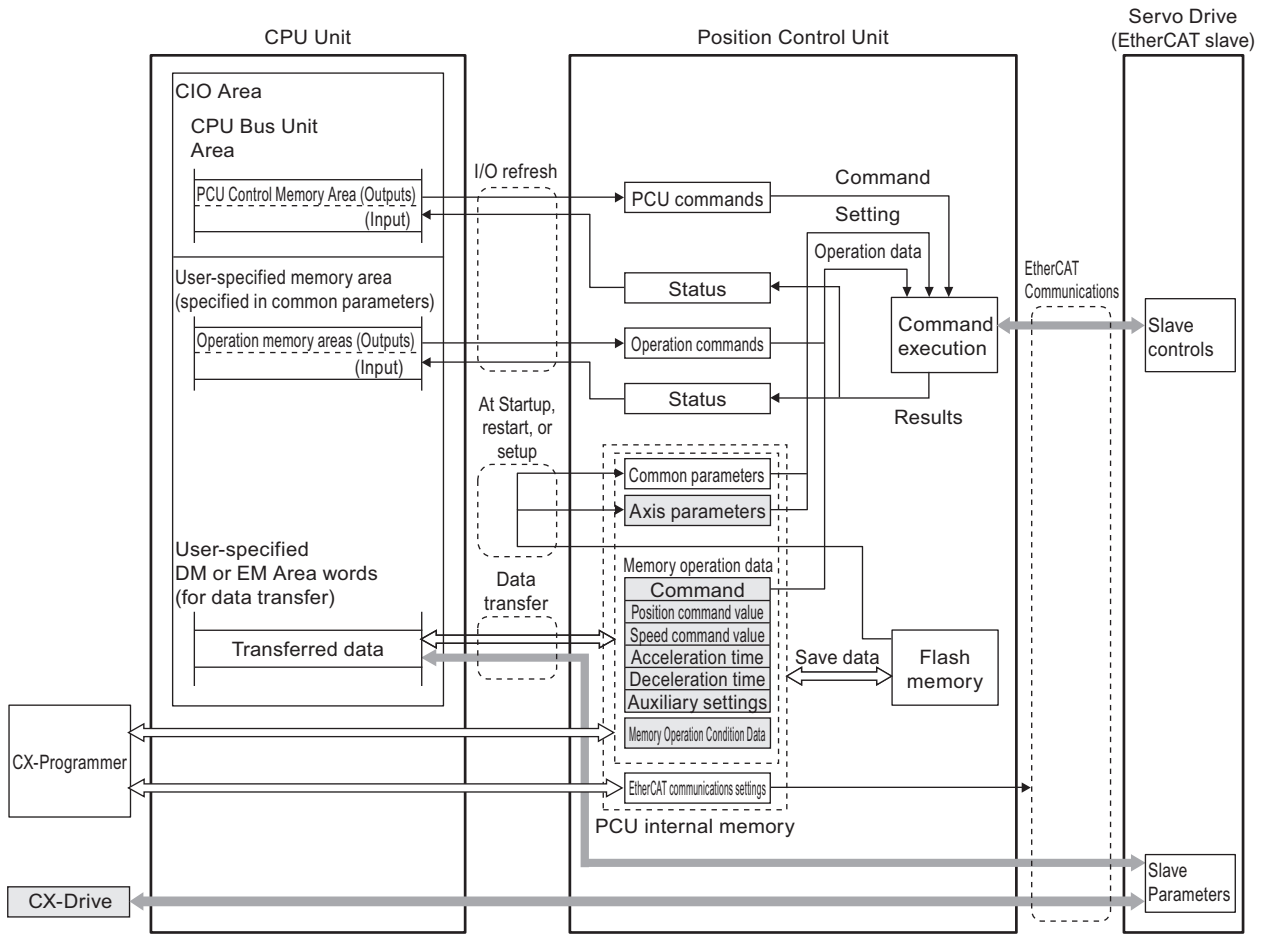 CPU Unit
Position Control Unit
Servo Drive
(EtherCAT slave)
CIO Area
CPU Bus Unit
Area
PCU Control Memory Area (Outputs)
(Input)
I/O refresh
PCU commands
Command
Setting
Operation data
User-specified memory area
(specified in common parameters)
Status
EtherCAT
Communications
Operation memory areas (Outputs)
(Input)
Operation commands
Command
execution
Slave
controls
Status
Results
At Startup,
restart, or
setup
Common parameters
Axis parameters
User-specified
DM or EM Area words
(for data transfer)
Data
transfer
Memory operation data
Command
Position command value
Speed command value
Acceleration time
Deceleration time
Auxiliary settings
Transferred data
Save data
Flash
memory
Memory Operation Condition Data
CX-Programmer
EtherCAT communications settings
PCU internal memory
Slave
Parameters
CX-Drive